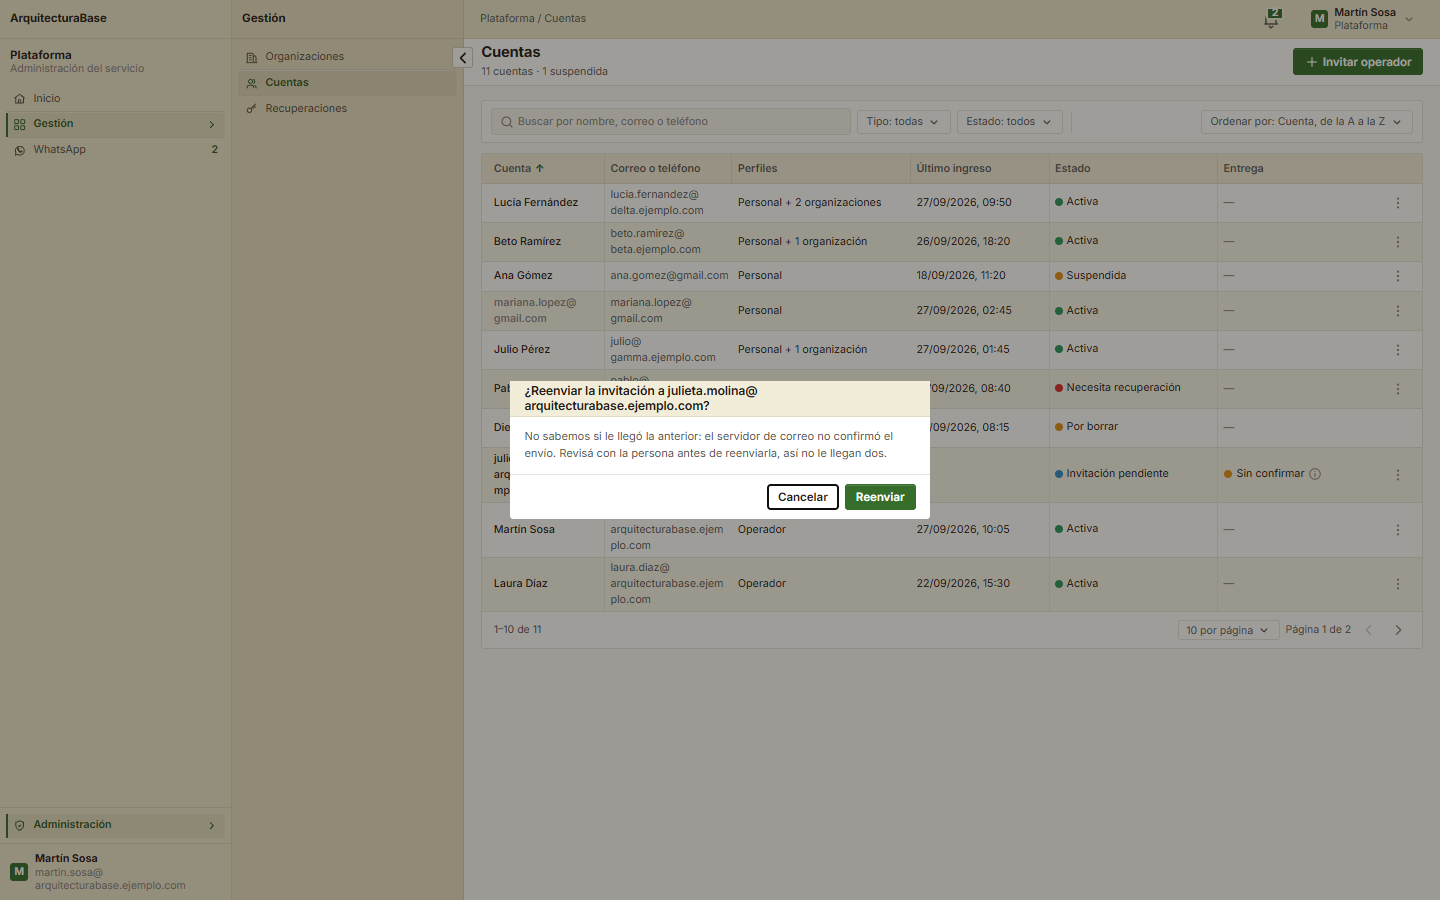 ArquitecturaBase
Plataforma
Administración del servicio
Inicio
Gestión
WhatsApp 2
Administración
M
Martín Sosa
martin.sosa@
arquitecturabase.ejemplo.com
Gestión
Organizaciones
Cuentas
Recuperaciones
Plataforma / Cuentas
2
M
Martín Sosa
Plataforma
Cuentas
11 cuentas · 1 suspendida
Invitar operador
Buscar por nombre, correo o teléfono
Tipo: todas
Estado: todos
Ordenar por: Cuenta, de la A a la Z
Cuenta ↑ Correo o teléfono Perfiles Último ingreso Estado Entrega
Lucía Fernández lucia.fernandez@
delta.ejemplo.com Personal + 2 organizaciones 27/09/2026, 09:50 Activa —
Beto Ramírez beto.ramirez@
beta.ejemplo.com Personal + 1 organización 26/09/2026, 18:20 Activa —
Ana Gómez ana.gomez@gmail.com Personal 18/09/2026, 11:20 Suspendida —
mariana.lopez@
gmail.com
mariana.lopez@
gmail.com Personal 27/09/2026, 02:45 Activa —
Julio Pérez julio@
gamma.ejemplo.com Personal + 1 organización 27/09/2026, 01:45 Activa —
/09/2026, 08:40 Necesita recuperación —
/09/2026, 08:15 Por borrar —
Invitación pendiente Sin confirmar
¿Reenviar la invitación a julieta.molina@
arquitecturabase.ejemplo.com?
No sabemos si le llegó la anterior: el servidor de correo no confirmó el
envío. Revisá con la persona antes de reenviarla, así no le llegan dos.
Cancelar
Reenviar
Martín Sosa arquitecturabase.ejem
plo.com Operador 27/09/2026, 10:05 Activa —
Laura Díaz laura.diaz@
arquitecturabase.ejem
plo.com Operador 22/09/2026, 15:30 Activa —
1–10 de 11
10 por página
Página 1 de 2